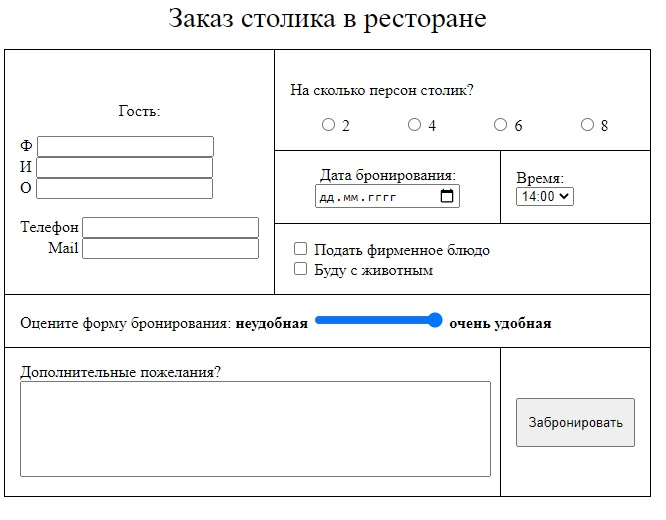 Заказ столика в ресторане
Гость:
Ф
И
О
Телефон
Mail
На сколько персон столик?
2 4 6 8
Дата бронирования:
дд.мм.гггг
Время:
14:00
Подать фирменное блюдо
Буду с животным
Оцените форму бронирования: неудобная очень удобная
Дополнительные пожелания?
Забронировать